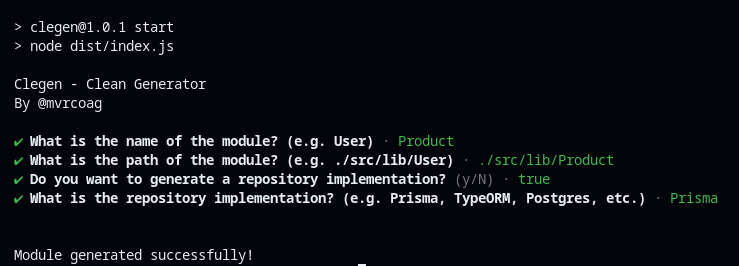 > clegen@1.0.1 start
> node dist/index.js
Clegen - Clean Generator
By @mvrcoag
✔ What is the name of the module? (e.g. User) · Product
✔ What is the path of the module? (e.g. ./src/lib/User) · ./src/lib/Product
✔ Do you want to generate a repository implementation? (y/N) · true
✔ What is the repository implementation? (e.g. Prisma, TypeORM, Postgres, etc.) · Prisma
Module generated successfully!